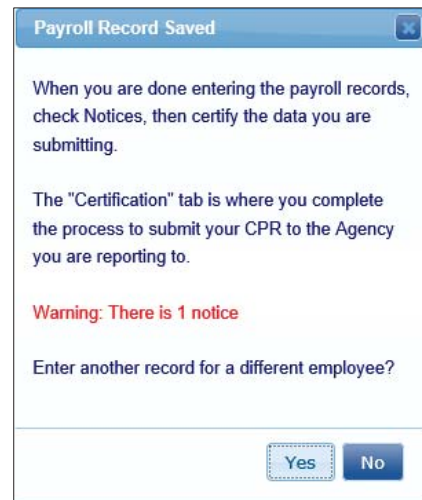 Payroll Record Saved
When you are done entering the payroll records,
check Notices, then certify the data you are
submitting.
The "Certification" tab is where you complete
the process to submit your CPR to the Agency
you are reporting to.
Warning: There is 1 notice
Enter another record for a different employee?
Yes No